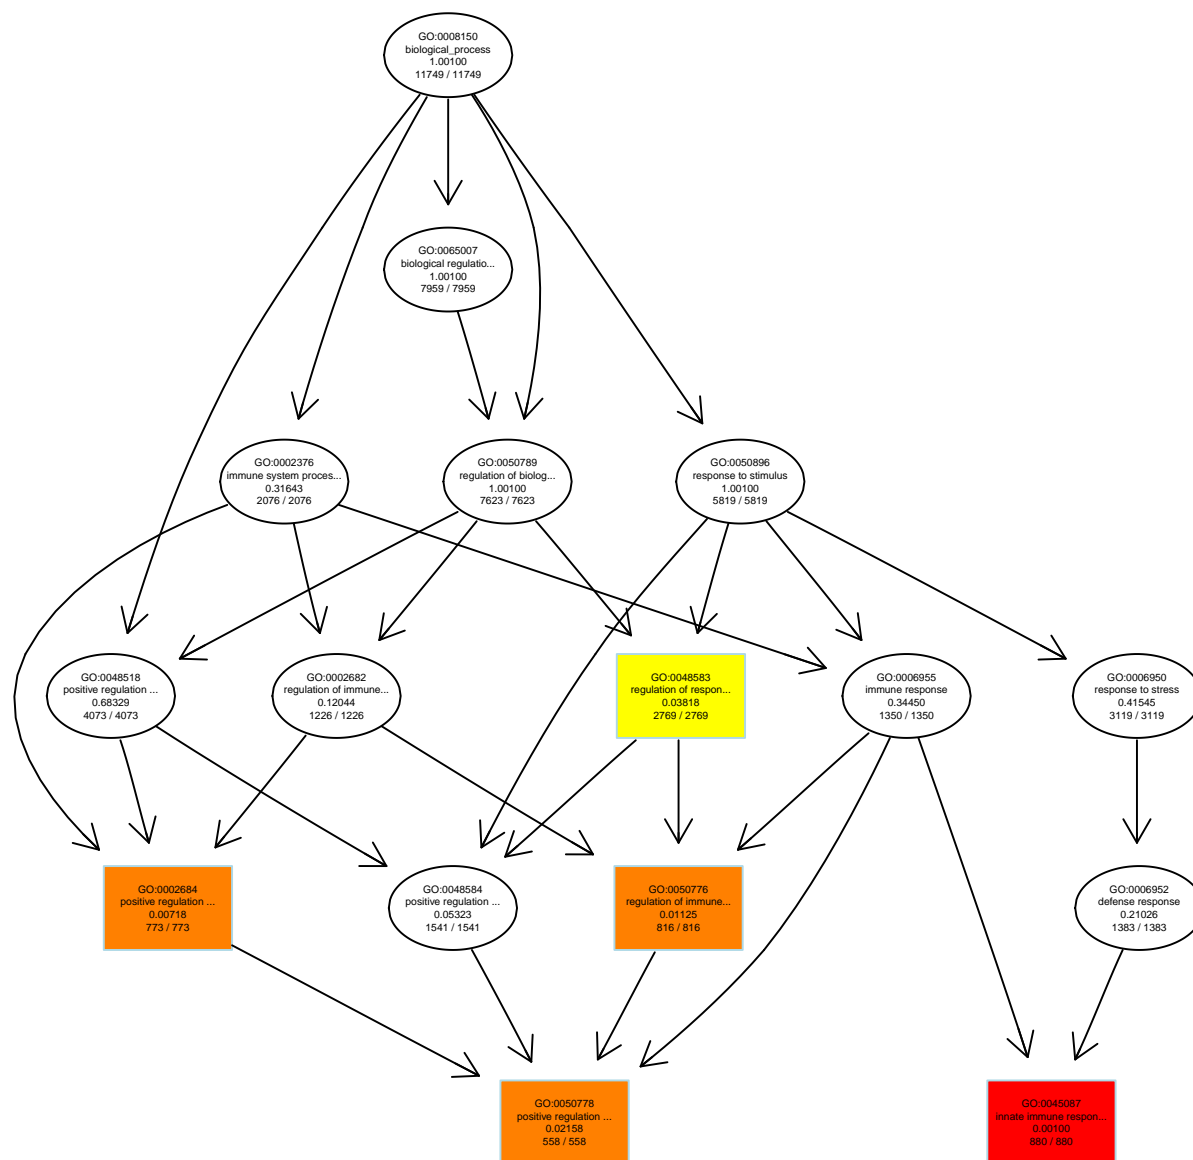 GO:0008150
biological_process
1.00100
11749 / 11749
GO:0065007
biological regulatio...
1.00100
7959 / 7959
GO:0002376
immune system proces...
0.31643
2076 / 2076
GO:0050789
regulation of biolog...
1.00100
7623 / 7623
GO:0050896
response to stimulus
1.00100
5819 / 5819
GO:0048518
positive regulation ...
0.68329
4073 / 4073
GO:0002682
regulation of immune...
0.12044
1226 / 1226
GO:0048583
regulation of respon...
0.03818
2769 / 2769
GO:0006955
immune response
0.34450
1350 / 1350
GO:0006950
response to stress
0.41545
3119 / 3119
GO:0002684
positive regulation ...
0.00718
773 / 773
GO:0048584
positive regulation ...
0.05323
1541 / 1541
GO:0050776
regulation of immune...
0.01125
816 / 816
GO:0006952
defense response
0.21026
1383 / 1383
GO:0050778
positive regulation ...
0.02158
558 / 558
GO:0045087
innate immune respon...
0.00100
880 / 880